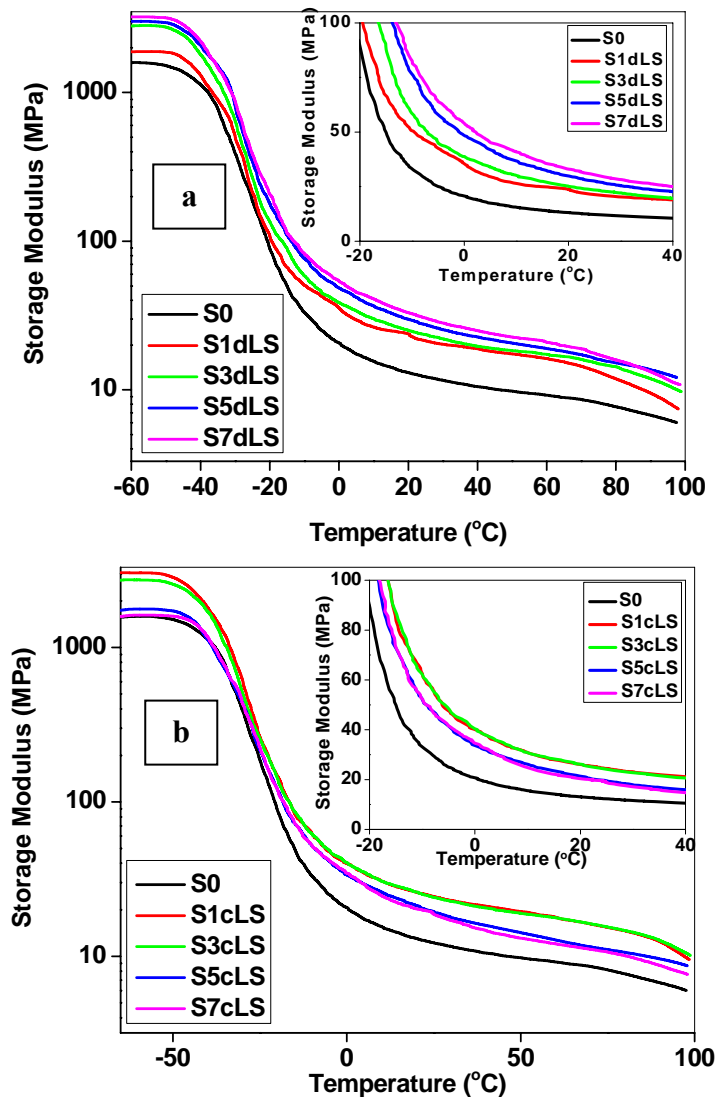 Storage Modulus (MPa)
1000
100
10
a
S0
S1dLS
S3dLS
S5dLS
S7dLS
-60 -40 -20 0 20 40 60 80 100
Temperature (°C)
Storage Modulus (MPa)
100
50
0
-20 0 20 40
Temperature (°C)
S0
S1dLS
S3dLS
S5dLS
S7dLS
Storage Modulus (MPa)
1000
100
10
b
S0
S1cLS
S3cLS
S5cLS
S7cLS
-50 0 50 100
Temperature (°C)
Storage Modulus (MPa)
100
80
60
40
20
0
-20 0 20 40
Temperature (°C)
S0
S1cLS
S3cLS
S5cLS
S7cLS